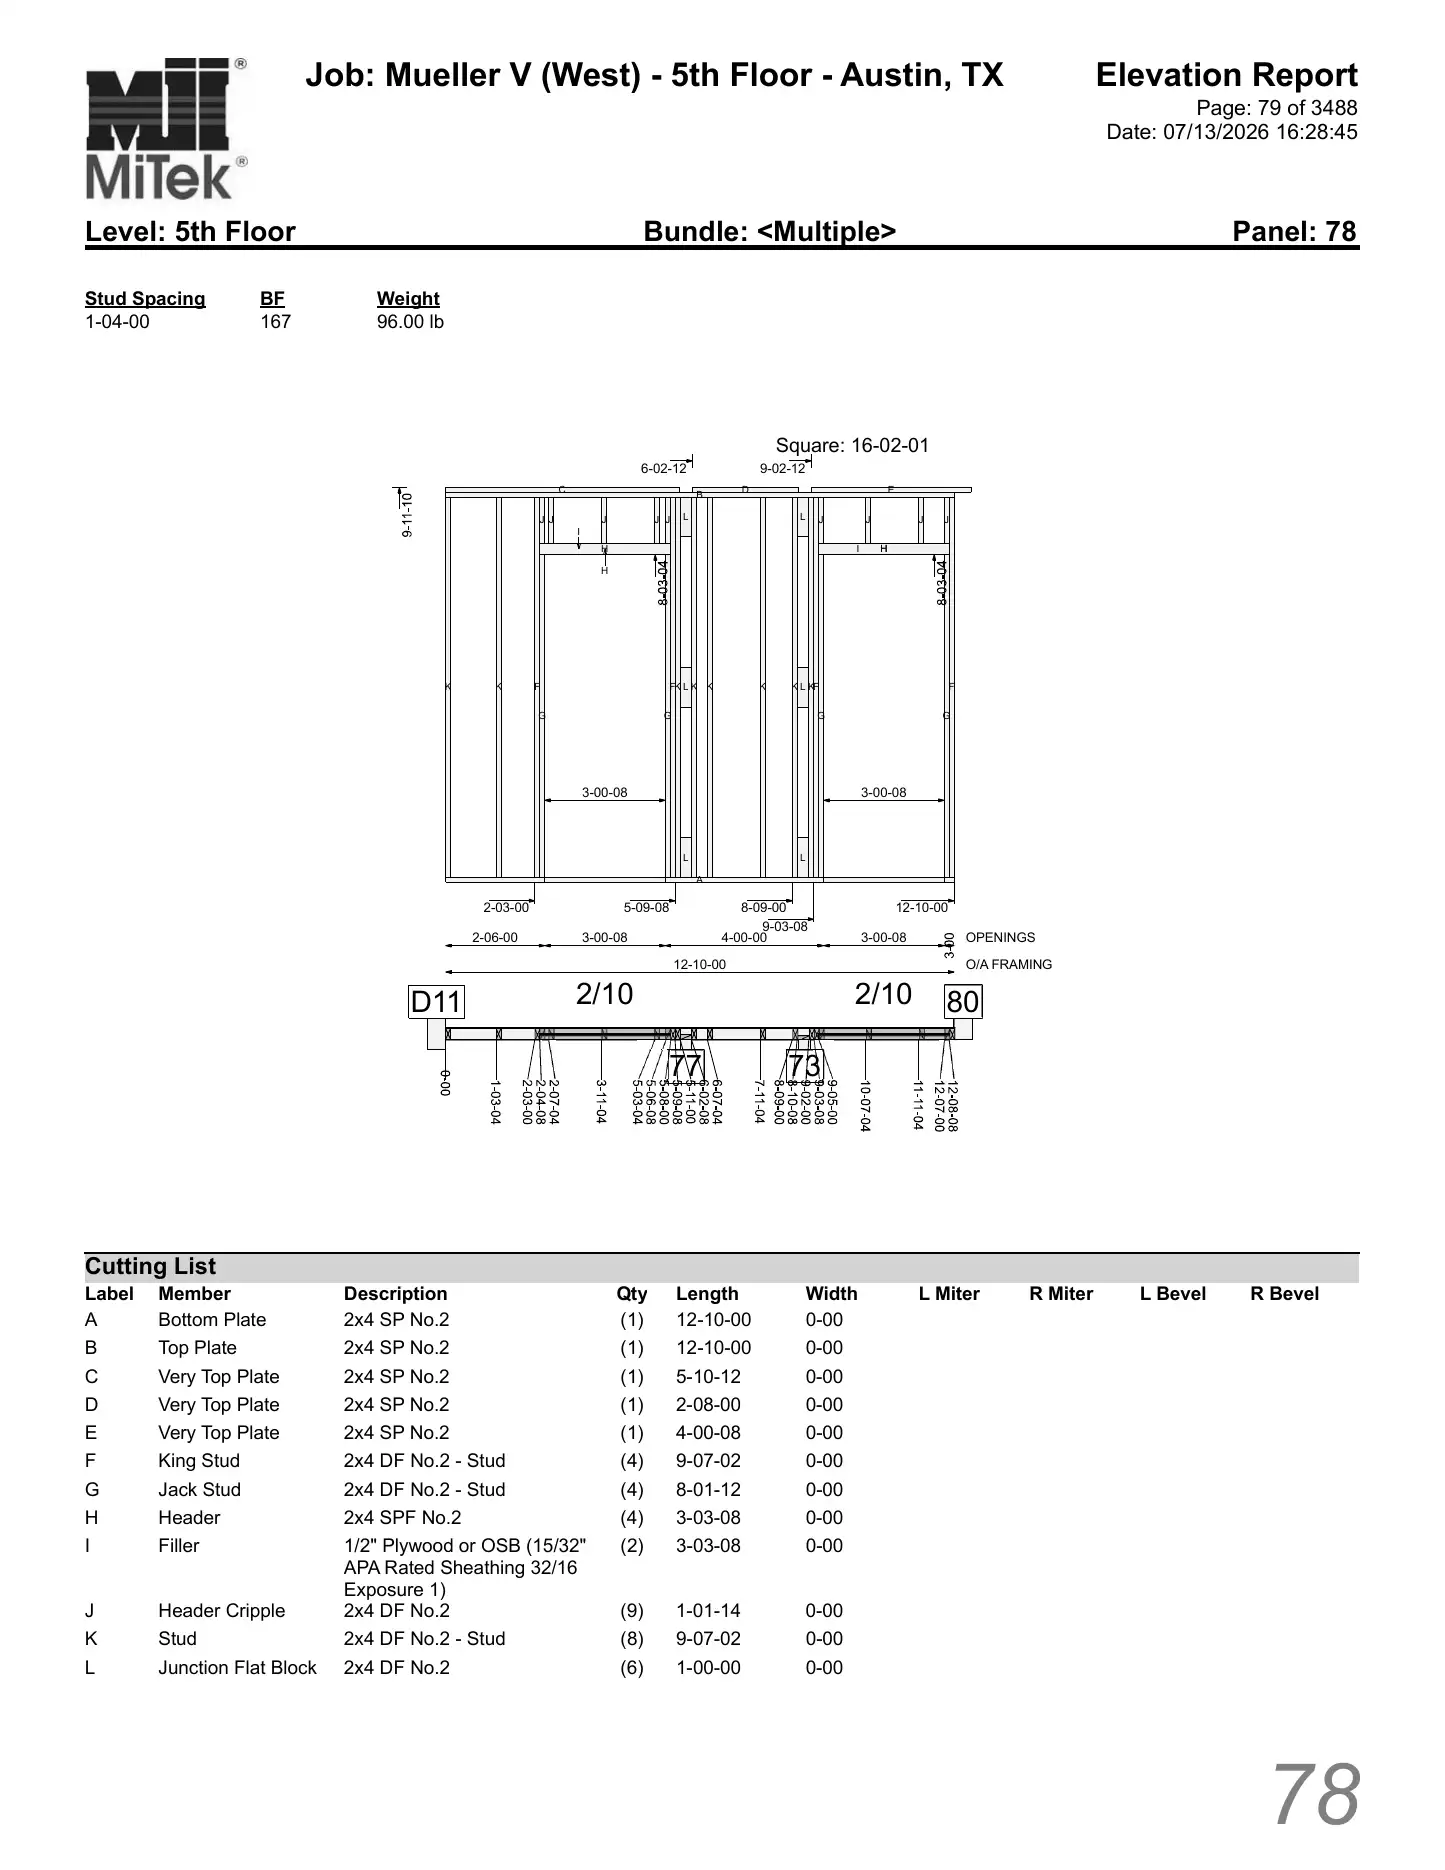 Job: Mueller V (West) - 5th Floor - Austin, TX
Elevation Report
Page: 79 of 3488
Date: 07/13/2026 16:28:45
MiTek®
Level: 5th Floor Bundle: <Multiple> Panel: 78
Stud Spacing BF Weight
1-04-00 167 96.00 lb
Square: 16-02-01
6-02-12 9-02-12
9-11-10
C B D E
J J J J J L L J J J J
I
H I H
H
8-03-04 8-03-04
K K F F K L K K K K L K F F
G G G G
3-00-08 3-00-08
L L
A
2-03-00 5-09-08 8-09-00 12-10-00
9-03-08
2-06-00 3-00-08 4-00-00 3-00-08 3-00 OPENINGS
12-10-00 O/A FRAMING
D11 2/10 2/10 80
77 73
0-00 1-03-04 2-03-00 2-04-08 2-07-04 3-11-04 5-03-04 5-06-08 5-08-00 5-09-08 5-11-00 6-02-08 6-07-04 7-11-04 8-09-00 8-10-08 9-02-00 9-03-08 9-05-00 10-07-04 11-11-04 12-07-00 12-08-08
Cutting List
Label Member Description Qty Length Width L Miter R Miter L Bevel R Bevel
A Bottom Plate 2x4 SP No.2 (1) 12-10-00 0-00
B Top Plate 2x4 SP No.2 (1) 12-10-00 0-00
C Very Top Plate 2x4 SP No.2 (1) 5-10-12 0-00
D Very Top Plate 2x4 SP No.2 (1) 2-08-00 0-00
E Very Top Plate 2x4 SP No.2 (1) 4-00-08 0-00
F King Stud 2x4 DF No.2 - Stud (4) 9-07-02 0-00
G Jack Stud 2x4 DF No.2 - Stud (4) 8-01-12 0-00
H Header 2x4 SPF No.2 (4) 3-03-08 0-00
I Filler 1/2" Plywood or OSB (15/32" (2) 3-03-08 0-00
APA Rated Sheathing 32/16
Exposure 1)
J Header Cripple 2x4 DF No.2 (9) 1-01-14 0-00
K Stud 2x4 DF No.2 - Stud (8) 9-07-02 0-00
L Junction Flat Block 2x4 DF No.2 (6) 1-00-00 0-00
78